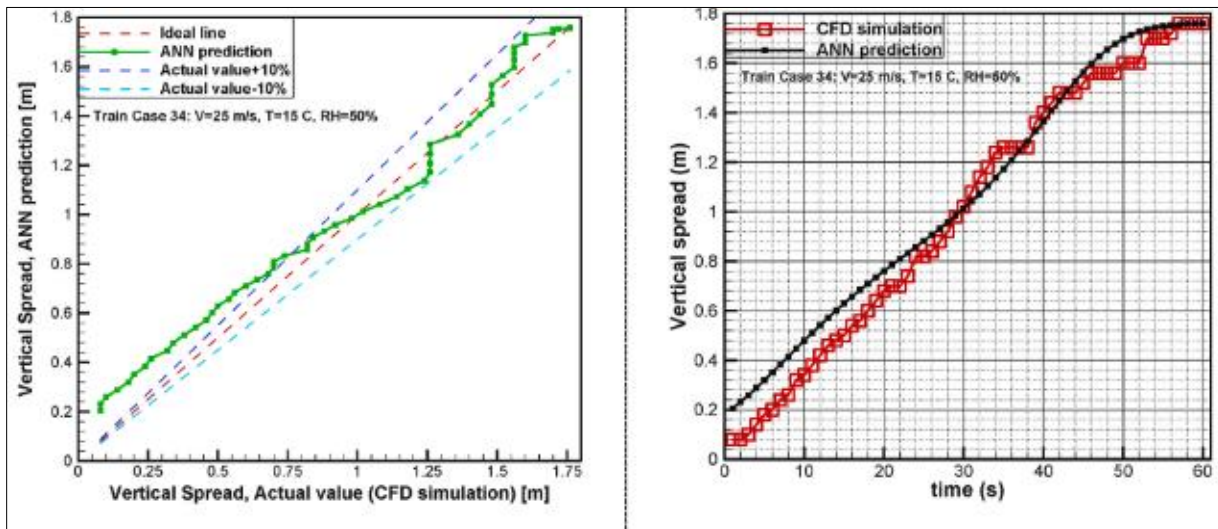 1.8
1.6
1.4
1.2
1
0.8
0.6
0.4
0.2
0
Vertical Spread, ANN prediction [m]
Ideal line
ANN prediction
Actual value+10%
Actual value-10%
Train Case 34: V=25 m/s, T=15 C, RH=50%
0 0.25 0.5 0.75 1 1.25 1.5 1.75
Vertical Spread, Actual value (CFD simulation) [m]
1.8
1.6
1.4
1.2
1
0.8
0.6
0.4
0.2
0
Vertical spread (m)
CFD simulation
ANN prediction
Train Case 34: V=25 m/s, T=15 C, RH=50%
0 10 20 30 40 50 60
time (s)